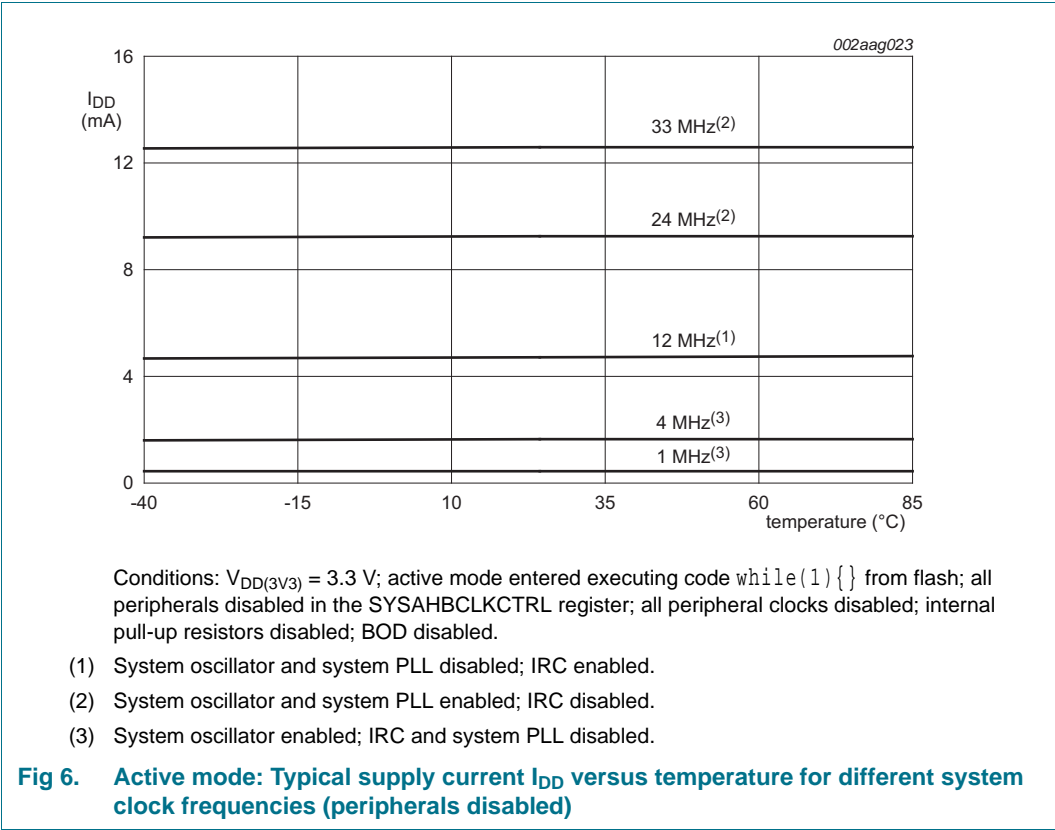 002aag023
16
I_DD
(mA)
33 MHz(2)
12
24 MHz(2)
8
12 MHz(1)
4
4 MHz(3)
1 MHz(3)
0
-40 -15 10 35 60 85
temperature (°C)
Conditions: V_DD(3V3) = 3.3 V; active mode entered executing code while(1){} from flash; all
peripherals disabled in the SYSAHBCLKCTRL register; all peripheral clocks disabled; internal
pull-up resistors disabled; BOD disabled.
(1) System oscillator and system PLL disabled; IRC enabled.
(2) System oscillator and system PLL enabled; IRC disabled.
(3) System oscillator enabled; IRC and system PLL disabled.
Fig 6. Active mode: Typical supply current I_DD versus temperature for different system
clock frequencies (peripherals disabled)